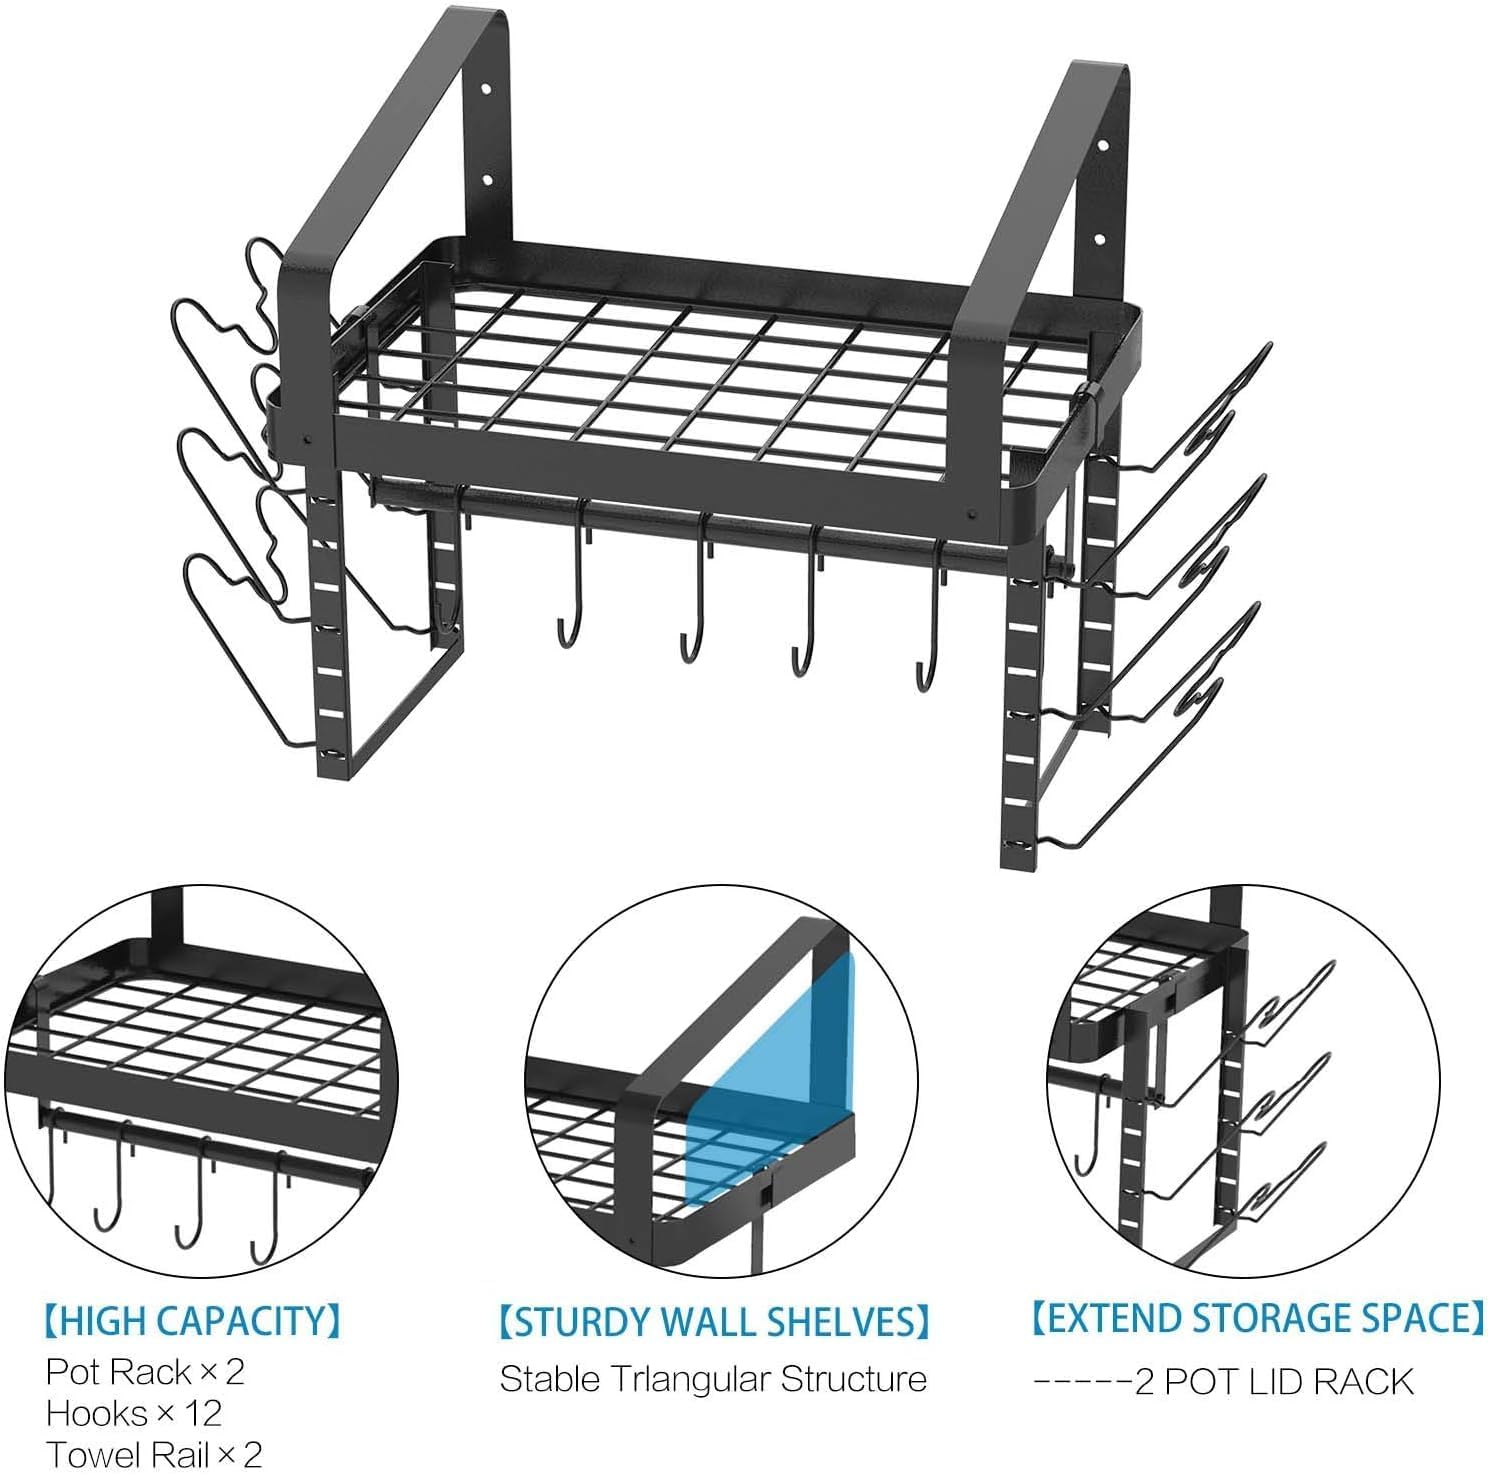 【HIGH CAPACITY】
Pot Rack × 2
Hooks × 12
Towel Rail × 2
【STURDY WALL SHELVES】
Stable Trlangular Structure
【EXTEND STORAGE SPACE】
-----2 POT LID RACK